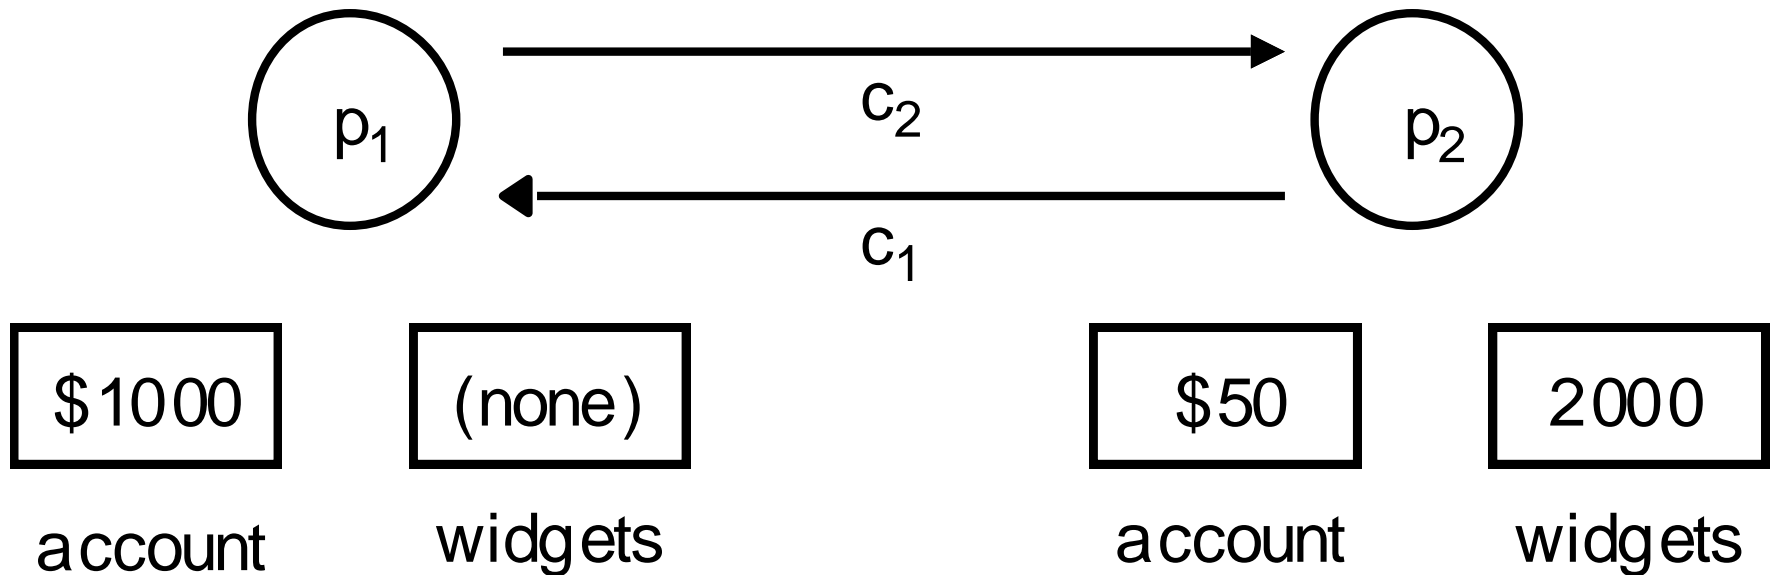 p₁
c₂
p₂
c₁
$1000
(none)
$50
2000
account
widgets
account
widgets